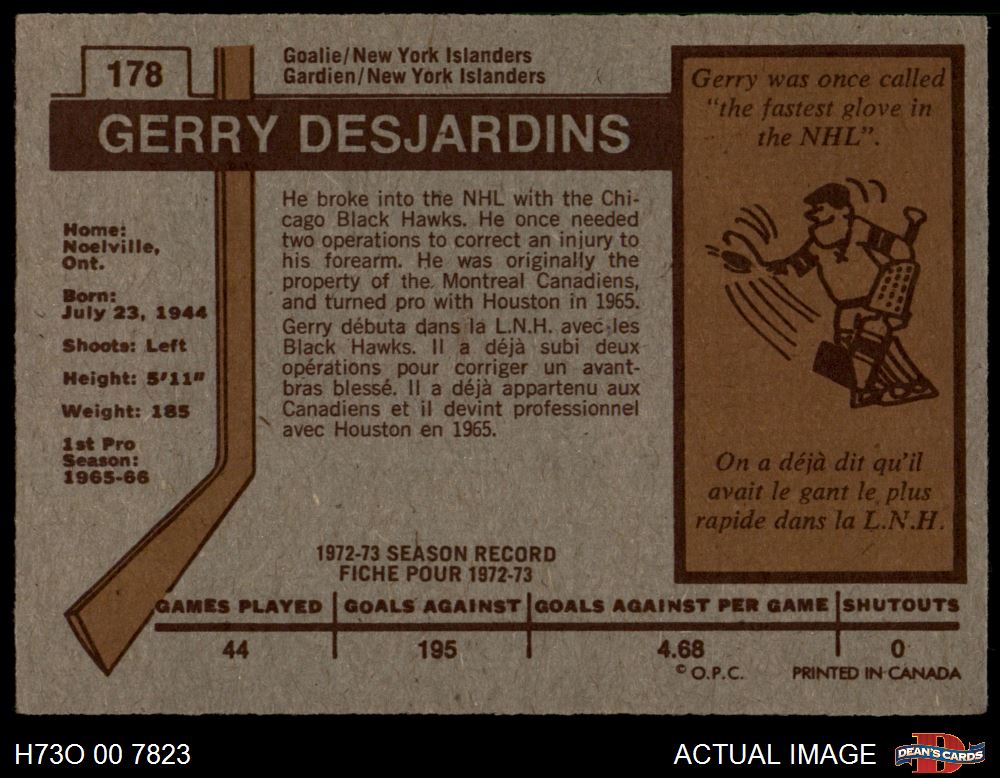 178
Goalie/New York Islanders
Gardien/New York Islanders
GERRY DESJARDINS
Home:
Noelville,
Ont.
Born:
July 23, 1944
Shoots: Left
Height: 5'11"
Weight: 185
1st Pro
Season:
1965-66
He broke into the NHL with the Chi-
cago Black Hawks. He once needed
two operations to correct an injury to
his forearm. He was originally the
property of the Montreal Canadiens,
and turned pro with Houston in 1965.
Gerry débuta dans la L.N.H. avec les
Black Hawks. Il a déjà subi deux
opérations pour corriger un avant-
bras blessé. Il a déjà appartenu aux
Canadiens et il devint professionnel
avec Houston en 1965.
Gerry was once called
"the fastest glove in
the NHL".
On a déjà dit qu'il
avait le gant le plus
rapide dans la L.N.H.
1972-73 SEASON RECORD
FICHE POUR 1972-73
GAMES PLAYED GOALS AGAINST GOALS AGAINST PER GAME SHUTOUTS
44 195 4.68 0
© O.P.C. PRINTED IN CANADA
H73O 00 7823
ACTUAL IMAGE
DEAN'S CARDS